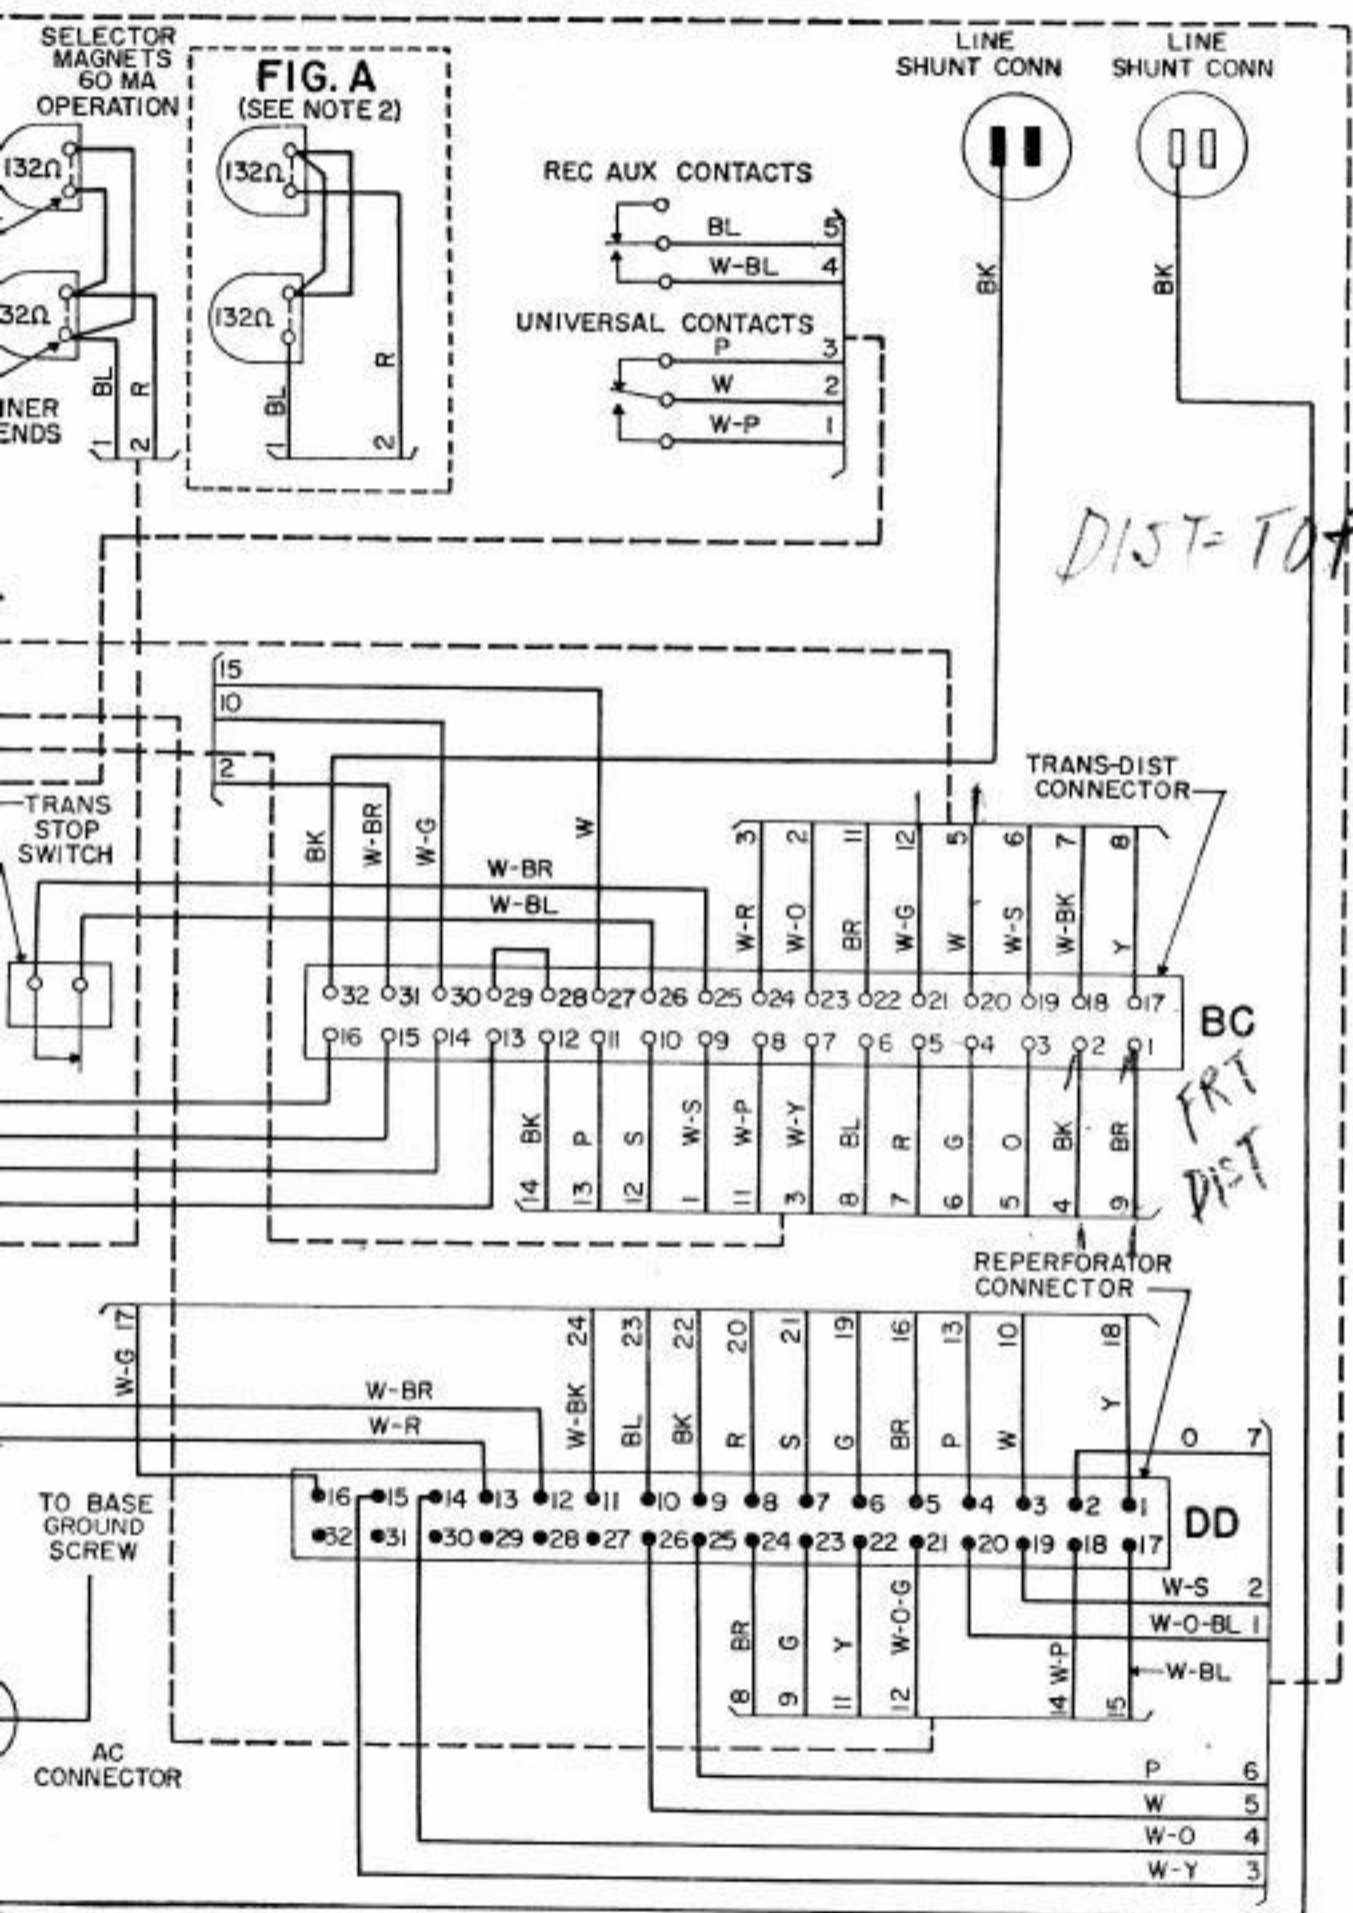 SELECTOR
MAGNETS
60 MA
OPERATION
132Ω
32Ω
BL
R
1
2
INER
ENDS
FIG. A
(SEE NOTE 2)
132Ω
132Ω
BL
R
1
2
REC AUX CONTACTS
BL 5
W-BL 4
UNIVERSAL CONTACTS
P 3
W 2
W-P 1
LINE
SHUNT CONN
BK
LINE
SHUNT CONN
BK
DIST= TOT
15
10
2
TRANS
STOP
SWITCH
BK
W-BR
W-G
W
W-BR
W-BL
TRANS-DIST
CONNECTOR
3 2 11 12 5 6 7 8
W-R W-O BR W-G W W-S W-BK Y
32 31 30 29 28 27 26 25 24 23 22 21 20 19 18 17
16 15 14 13 12 11 10 9 8 7 6 5 4 3 2 1
BC
FRT
DIST
BK P S W-S W-P W-Y BL R G O BK BR
14 13 12 1 11 3 8 7 6 5 4 9
REPERFORATOR
CONNECTOR
17
W-G
W-BR
W-R
24 23 22 20 21 19 16 13 10 18
W-BK BL BK R S G BR P W Y
O 7
16 15 14 13 12 11 10 9 8 7 6 5 4 3 2 1
32 31 30 29 28 27 26 25 24 23 22 21 20 19 18 17
DD
TO BASE
GROUND
SCREW
W-S 2
W-O-BL 1
BR G Y W-O-G W-P
W-BL
8 9 11 12 14 15
AC
CONNECTOR
P 6
W 5
W-O 4
W-Y 3